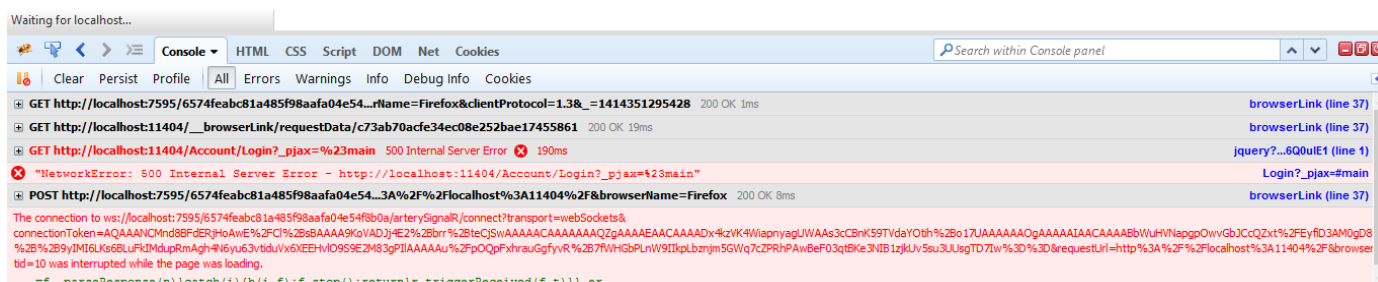 Waiting for localhost...
Console HTML CSS Script DOM Net Cookies Search within Console panel
Clear Persist Profile All Errors Warnings Info Debug Info Cookies
GET http://localhost:7595/6574feabc81a485f98aafa04e54...rName=Firefox&clientProtocol=1.3&_=1414351295428 200 OK 1ms browserLink (line 37)
GET http://localhost:11404/__browserLink/requestData/c73ab70acfe34ec08e252bae17455861 200 OK 19ms browserLink (line 37)
GET http://localhost:11404/Account/Login?_pjax=%23main 500 Internal Server Error 190ms jquery?...6Q0uIE1 (line 1)
"NetworkError: 500 Internal Server Error - http://localhost:11404/Account/Login?_pjax=%23main" Login?_pjax=#main
POST http://localhost:7595/6574feabc81a485f98aafa04e54...3A%2F%2Flocalhost%3A11404%2F&browserName=Firefox 200 OK 8ms browserLink (line 37)
The connection to ws://localhost:7595/6574feabc81a485f98aafa04e54f8b0a/arterySignalR/connect?transport=webSockets&
tid=10 was interrupted while the page was loading.